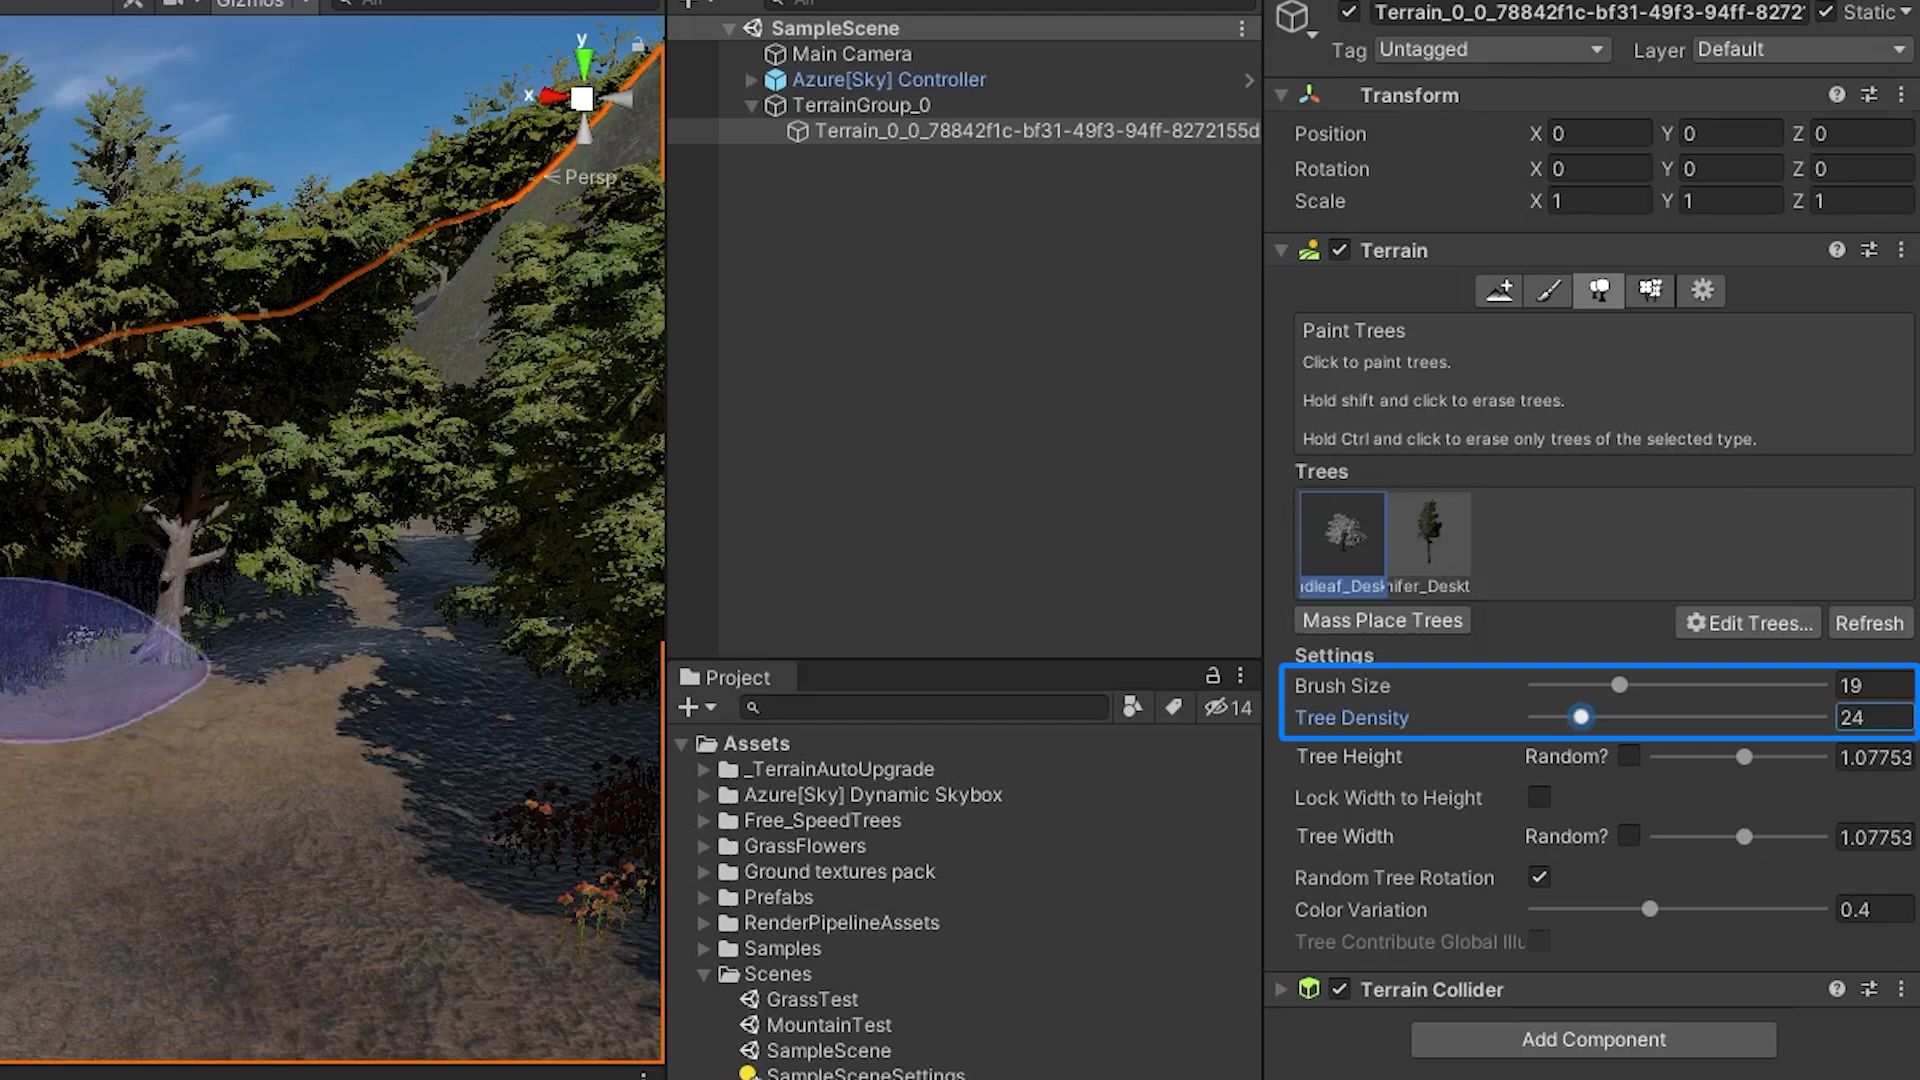 Gizmos
All
All
y
x
Persp
SampleScene
Main Camera
Azure[Sky] Controller
TerrainGroup_0
Terrain_0_0_78842f1c-bf31-49f3-94ff-8272155d
Project
14
Assets
_TerrainAutoUpgrade
Azure[Sky] Dynamic Skybox
Free_SpeedTrees
GrassFlowers
Ground textures pack
Prefabs
RenderPipelineAssets
Samples
Scenes
GrassTest
MountainTest
SampleScene
SampleSceneSettings
Terrain_0_0_78842f1c-bf31-49f3-94ff-8272 Static
Tag Untagged Layer Default
Transform
Position X 0 Y 0 Z 0
Rotation X 0 Y 0 Z 0
Scale X 1 Y 1 Z 1
Terrain
Paint Trees
Click to paint trees.
Hold shift and click to erase trees.
Hold Ctrl and click to erase only trees of the selected type.
Trees
dleaf_Desk nifer_Deskt
Mass Place Trees Edit Trees... Refresh
Settings
Brush Size 19
Tree Density 24
Tree Height Random? 1.07753
Lock Width to Height
Tree Width Random? 1.07753
Random Tree Rotation
Color Variation 0.4
Tree Contribute Global Illu
Terrain Collider
Add Component